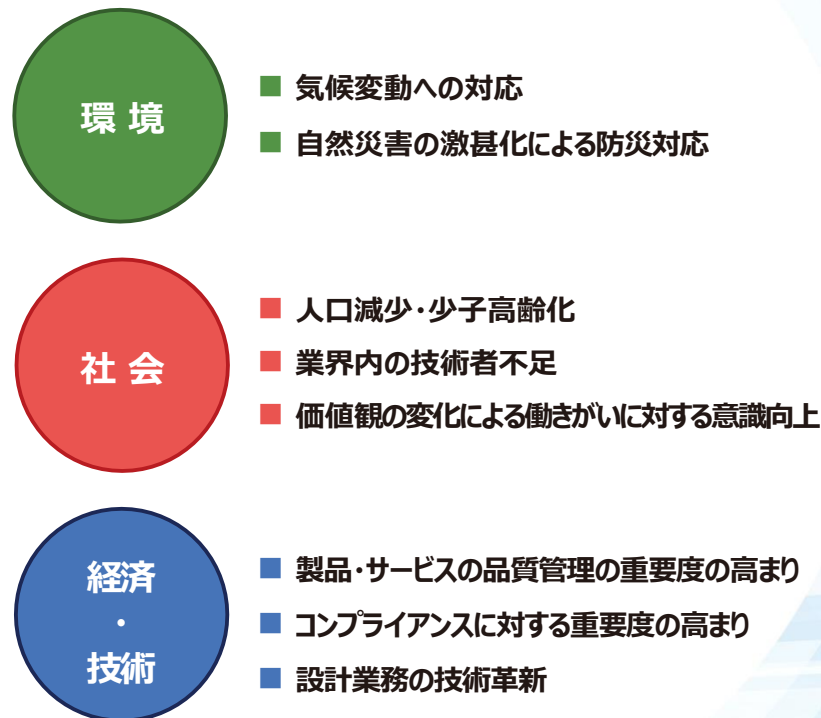 環境
■ 気候変動への対応
■ 自然災害の激甚化による防災対応
社会
■ 人口減少・少子高齢化
■ 業界内の技術者不足
■ 価値観の変化による働きがいに対する意識向上
経済
・
技術
■ 製品・サービスの品質管理の重要度の高まり
■ コンプライアンスに対する重要度の高まり
■ 設計業務の技術革新